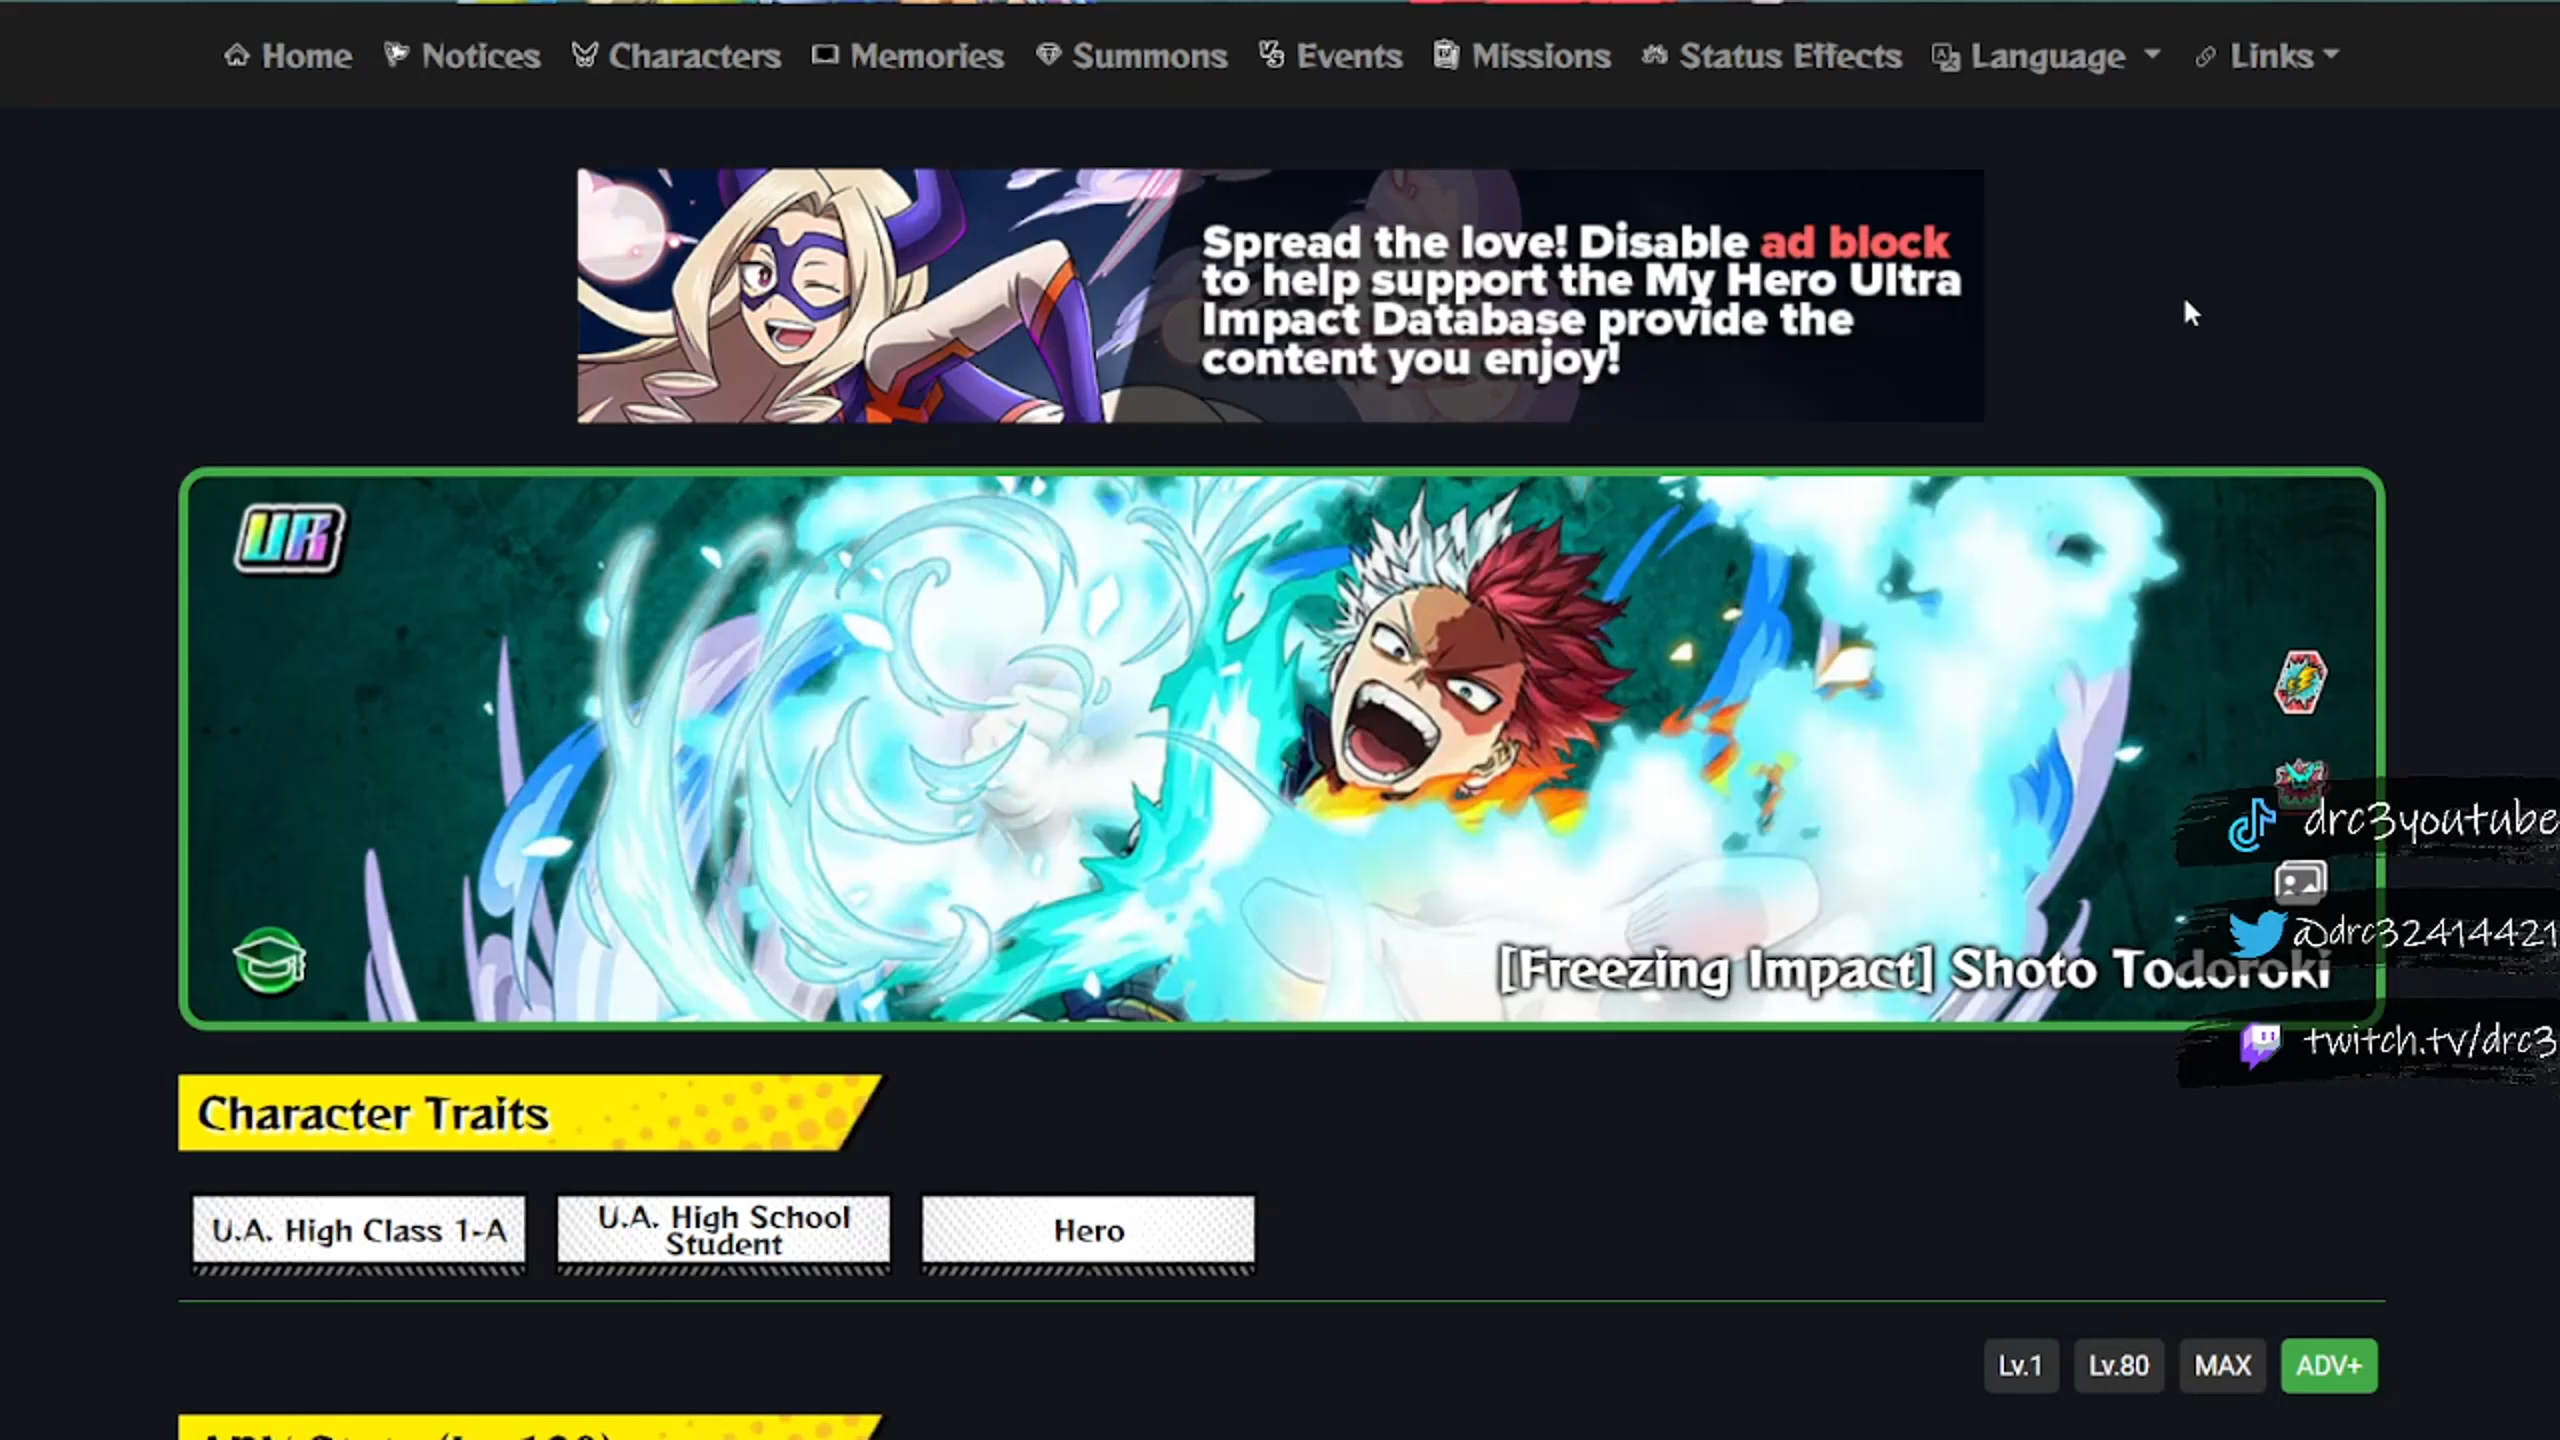 Home Notices Characters Memories Summons Events Missions Status Effects Language Links
Spread the love! Disable ad block
to help support the My Hero Ultra
Impact Database provide the
content you enjoy!
UR
drc3youtube
@drc32414421
[Freezing Impact] Shoto Todoroki
twitch.tv/drc3
Character Traits
U.A. High Class 1-A
U.A. High School
Student
Hero
Lv.1 Lv.80 MAX ADV+